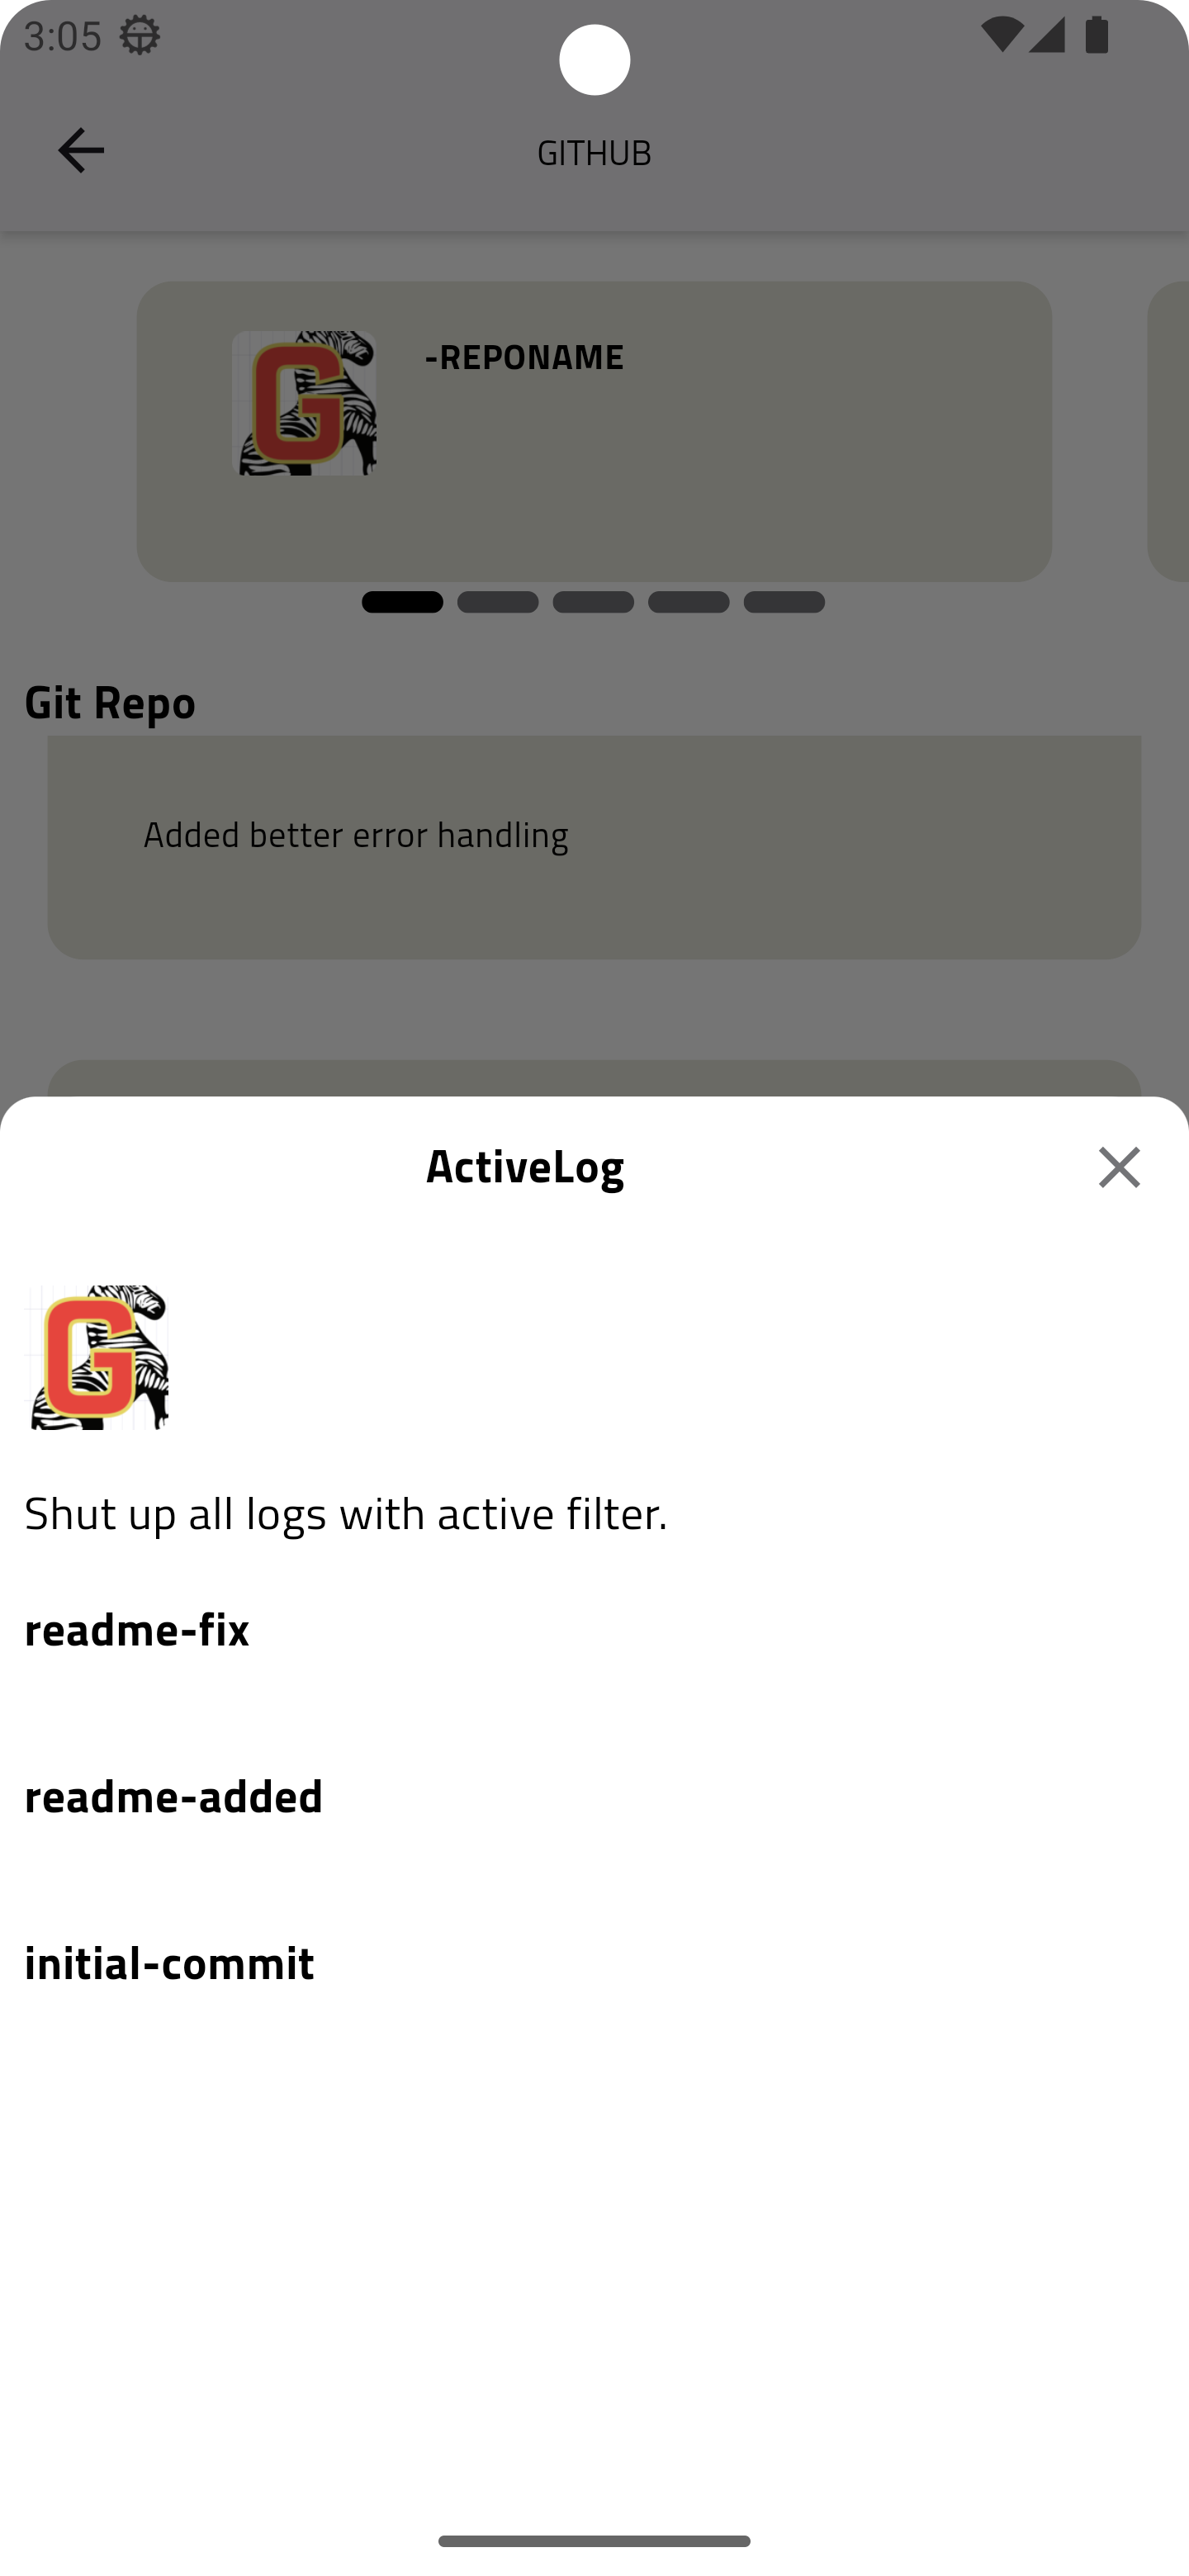 3:05
GITHUB
G
-REPONAME
Git Repo
Added better error handling
ActiveLog
G
Shut up all logs with active filter.
readme-fix
readme-added
initial-commit